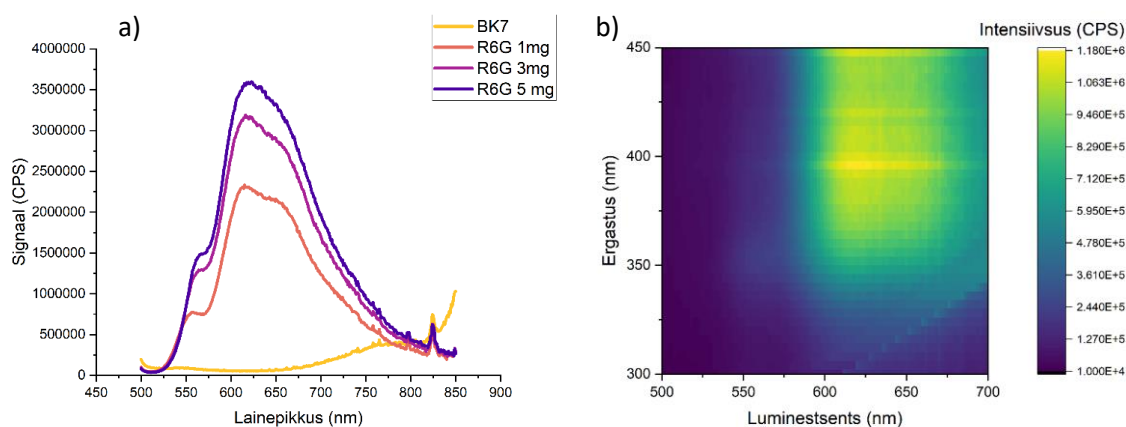 a)
BK7
R6G 1mg
R6G 3mg
R6G 5 mg
4000000
3500000
3000000
2500000
2000000
1500000
1000000
500000
0
Signaal (CPS)
450
500
550
600
650
700
750
800
850
900
Lainepikkus (nm)
b)
Intensiivsus (CPS)
450
400
350
300
Ergastus (nm)
500
550
600
650
700
Luminestsents (nm)
1.180E+6
1.063E+6
9.460E+5
8.290E+5
7.120E+5
5.950E+5
4.780E+5
3.610E+5
2.440E+5
1.270E+5
1.000E+4